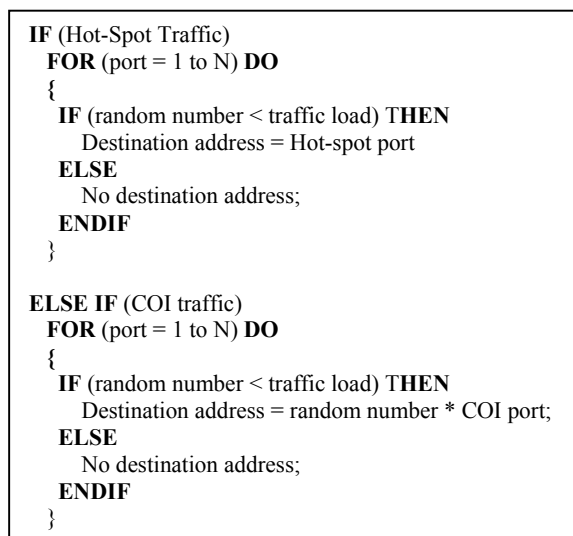 IF (Hot-Spot Traffic)
FOR (port = 1 to N) DO
{
IF (random number < traffic load) THEN
Destination address = Hot-spot port
ELSE
No destination address;
ENDIF
}
ELSE IF (COI traffic)
FOR (port = 1 to N) DO
{
IF (random number < traffic load) THEN
Destination address = random number * COI port;
ELSE
No destination address;
ENDIF
}